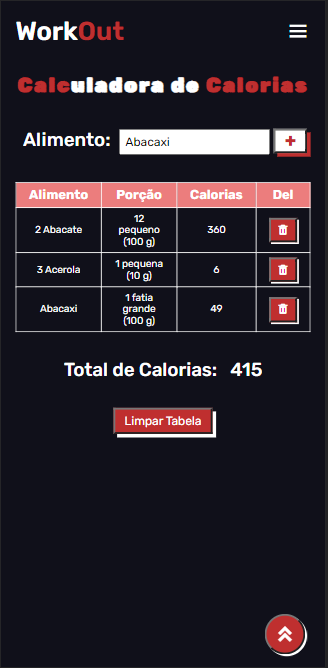 WorkOut
Calculadora de Calorias
Alimento: Abacaxi +
Alimento Porção Calorias Del
2 Abacate 12 pequeno (100 g) 360
3 Acerola 1 pequena (10 g) 6
Abacaxi 1 fatia grande (100 g) 49
Total de Calorias: 415
Limpar Tabela